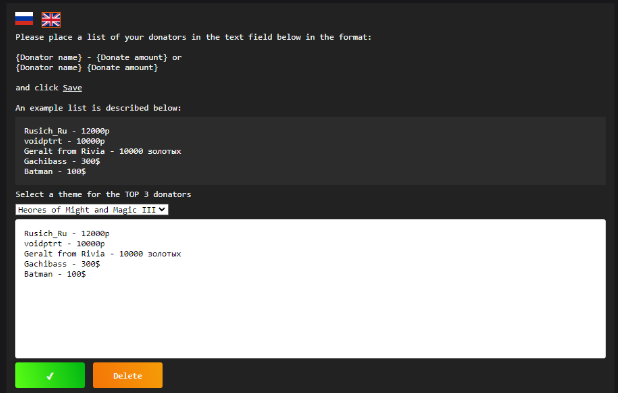 Please place a list of your donators in the text field below in the format:
{Donator name} - {Donate amount} or
{Donator name} {Donate amount}
and click Save
An example list is described below:
Rusich_Ru - 12000р
voidptrt - 10000р
Geralt from Rivia - 10000 золотых
Gachibass - 300$
Batman - 100$
Select a theme for the TOP 3 donators
Heores of Might and Magic III
Rusich_Ru - 12000р
voidptrt - 10000р
Geralt from Rivia - 10000 золотых
Gachibass - 300$
Batman - 100$
Delete